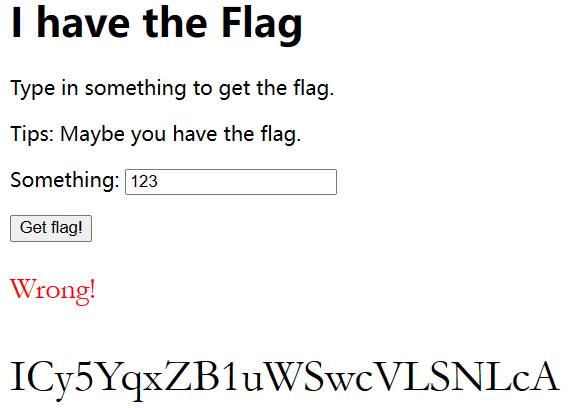 I have the Flag
Type in something to get the flag.
Tips: Maybe you have the flag.
Something: 123
Get flag!
Wrong!
ICy5YqxZB1uWSwcVLSNLcA